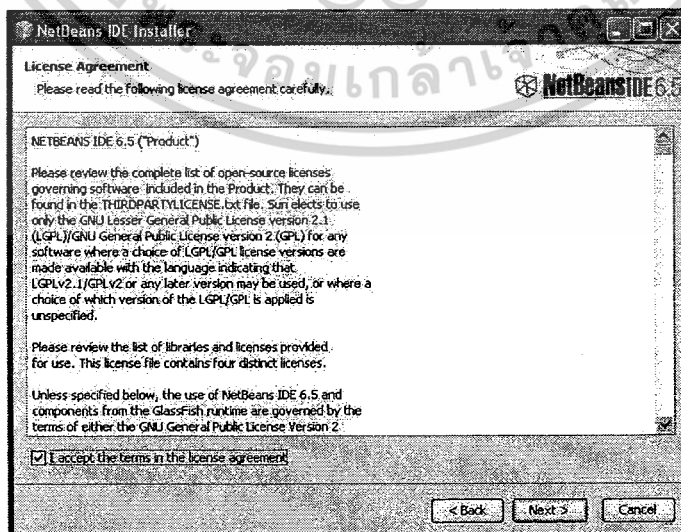 NetBeans IDE Installer
License Agreement
Please read the following license agreement carefully.
NetBeans IDE 6.5
NETBEANS IDE 6.5 ("Product")
Please review the complete list of open-source licenses
governing software included in the Product. They can be
found in the THIRDPARTYLICENSE.txt file. Sun elects to use
only the GNU Lesser General Public License version 2.1
(LGPL)/GNU General Public License version 2 (GPL) for any
software where a choice of LGPL/GPL license versions are
made available with the language indicating that
LGPLv2.1/GPLv2 or any later version may be used, or where a
choice of which version of the LGPL/GPL is applied is
unspecified.
Please review the list of libraries and licenses provided
for use. This license file contains four distinct licenses.
Unless specified below, the use of NetBeans IDE 6.5 and
components from the GlassFish runtime are governed by the
terms of either the GNU General Public License Version 2
I accept the terms in the license agreement
< Back
Next >
Cancel